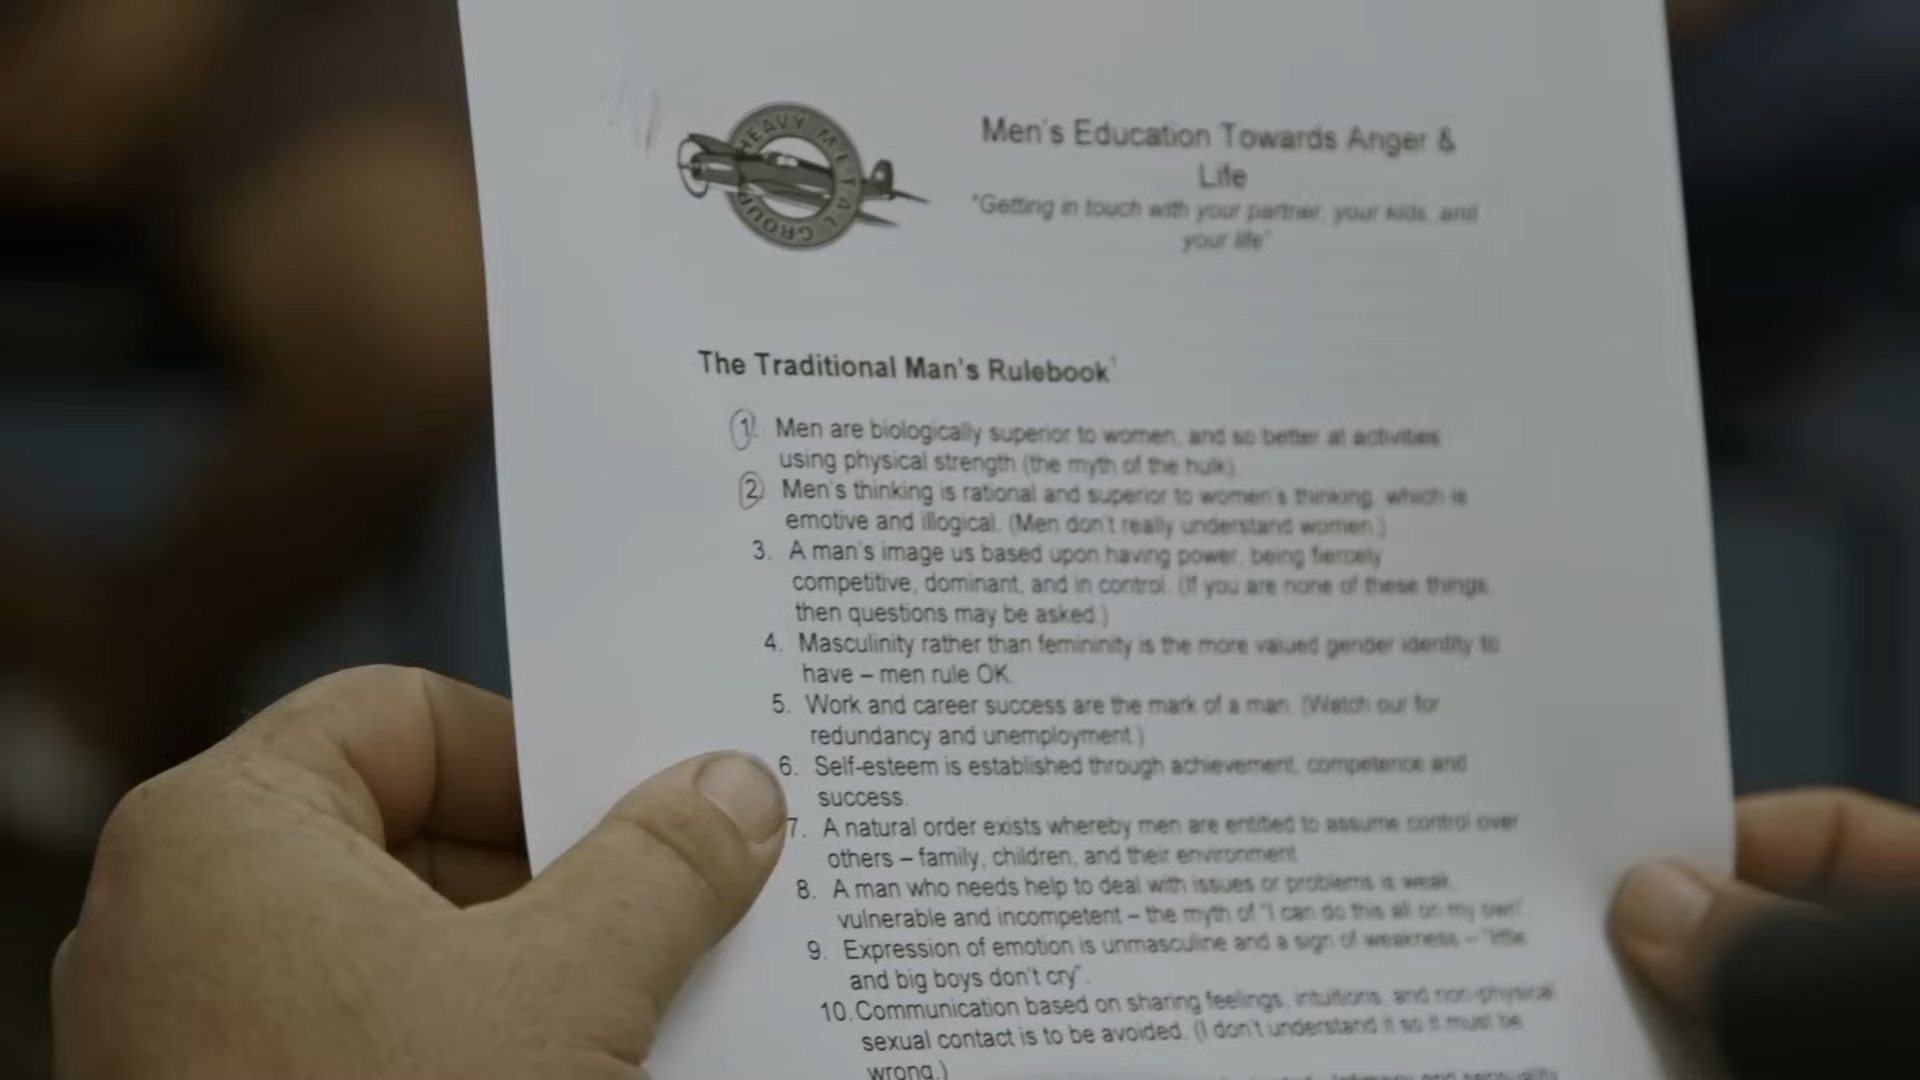 HEAVY METAL GROUP
Men's Education Towards Anger &
Life
"Getting in touch with your partner, your kids, and
your life"
The Traditional Man's Rulebook¹
1. Men are biologically superior to women, and so better at activities
using physical strength (the myth of the hulk)
2. Men's thinking is rational and superior to women's thinking, which is
emotive and illogical. (Men don't really understand women.)
3. A man's image us based upon having power, being fiercely
competitive, dominant, and in control. (If you are none of these things,
then questions may be asked.)
4. Masculinity rather than femininity is the more valued gender identity to
have – men rule OK.
5. Work and career success are the mark of a man. (Watch our for
redundancy and unemployment.)
6. Self-esteem is established through achievement, competence and
success.
7. A natural order exists whereby men are entitled to assume control over
others – family, children, and their environment
8. A man who needs help to deal with issues or problems is weak,
vulnerable and incompetent – the myth of "I can do this all on my own".
9. Expression of emotion is unmasculine and a sign of weakness – "little
and big boys don't cry".
10. Communication based on sharing feelings, intuitions, and non-physical
sexual contact is to be avoided. (I don't understand it so it must be
wrong.)